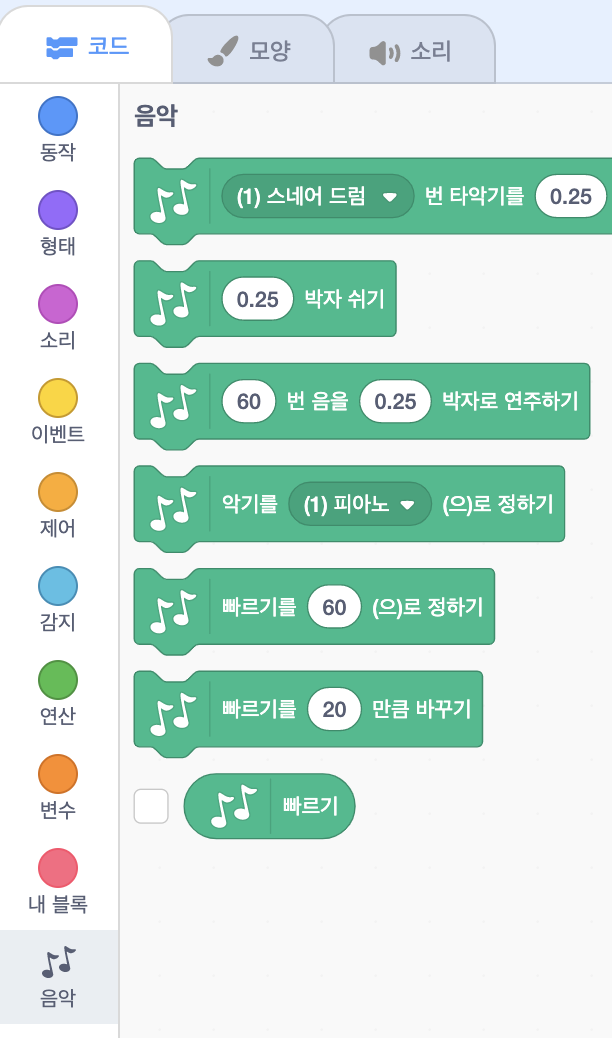 코드 모양 소리
음악
동작
형태
소리
이벤트
제어
감지
연산
변수
내 블록
음악
(1) 스네어 드럼 번 타악기를 0.25
0.25 박자 쉬기
60 번 음을 0.25 박자로 연주하기
악기를 (1) 피아노 (으)로 정하기
빠르기를 60 (으)로 정하기
빠르기를 20 만큼 바꾸기
빠르기